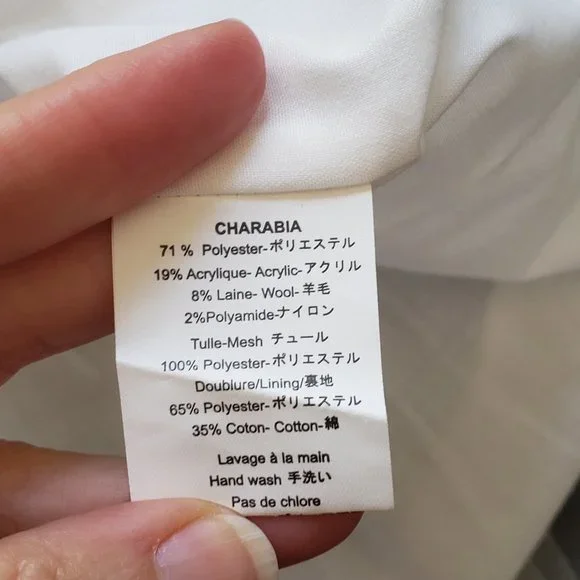 CHARABIA
71 % Polyester-ポリエステル
19% Acrylique- Acrylic-アクリル
8% Laine- Wool-羊毛
2%Polyamide-ナイロン
Tulle-Mesh チュール
100% Polyester-ポリエステル
Doublure/Lining/裏地
65% Polyester-ポリエステル
35% Coton- Cotton-綿
Lavage à la main
Hand wash 手洗い
Pas de chlore